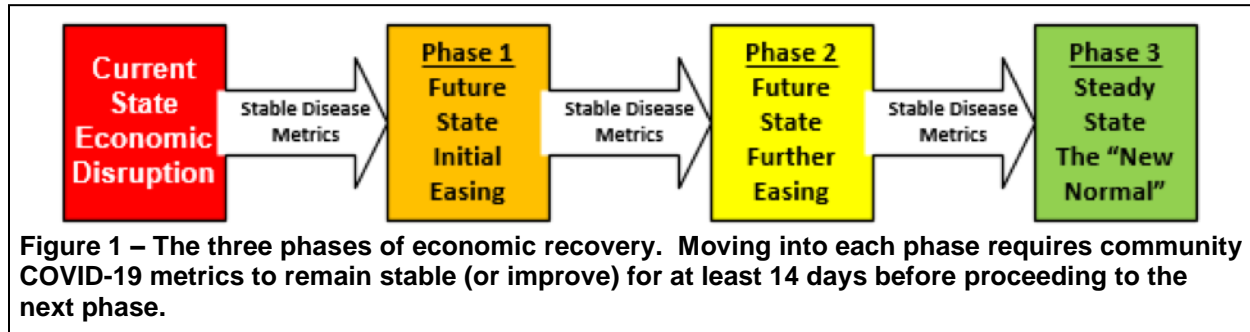 Current
State
Economic
Disruption
Stable Disease
Metrics
Phase 1
Future
State
Initial
Easing
Stable Disease
Metrics
Phase 2
Future
State
Further
Easing
Stable Disease
Metrics
Phase 3
Steady
State
The “New
Normal”
Figure 1 – The three phases of economic recovery.  Moving into each phase requires community
COVID-19 metrics to remain stable (or improve) for at least 14 days before proceeding to the
next phase.